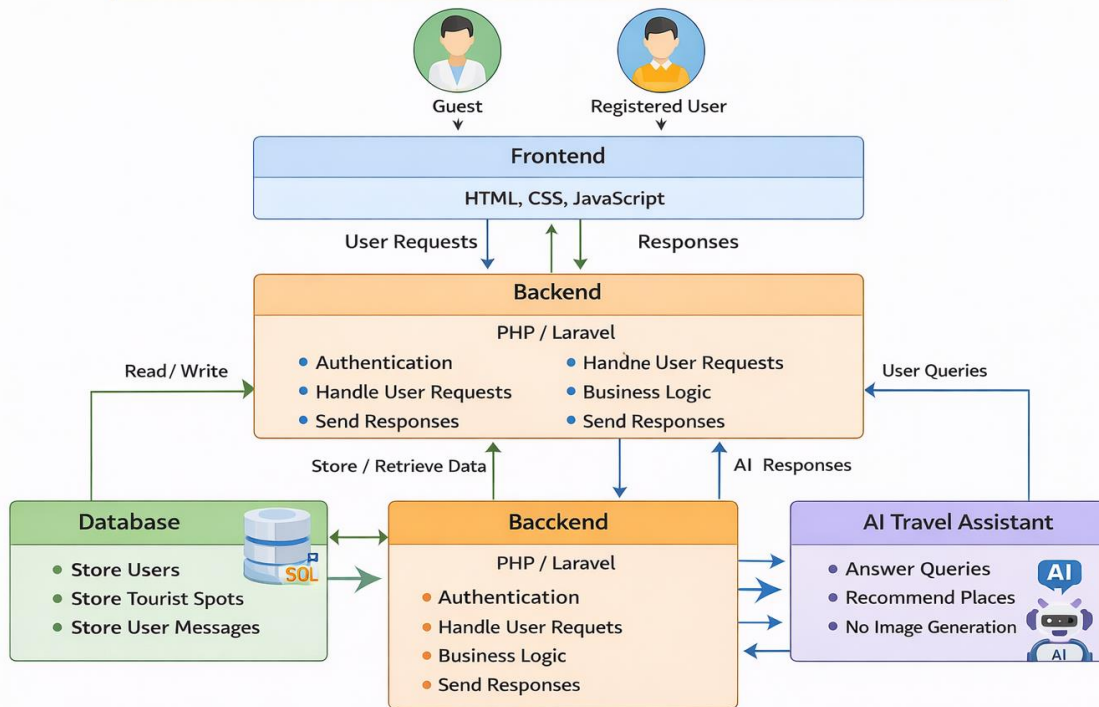 Guest
Registered User
Frontend
HTML, CSS, JavaScript
User Requests
Responses
Backend
PHP / Laravel
Authentication
Handle User Requests
Send Responses
Handne User Requests
Business Logic
Send Responses
Read / Write
User Queries
Store / Retrieve Data
AI Responses
Database
SOL
Store Users
Store Tourist Spots
Store User Messages
Bacckend
PHP / Laravel
Authentication
Handle User Requets
Business Logic
Send Responses
AI Travel Assistant
Answer Queries
Recommend Places
No Image Generation
AI
AI